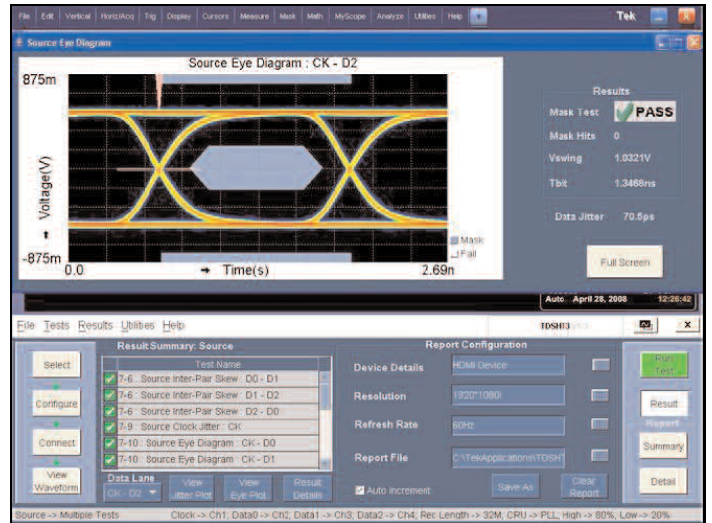 File Edit Vertical Horiz/Acq Trig Display Cursors Measure Mask Math MyScope Analyze Utilities Help Tek
Source Eye Diagram
Source Eye Diagram : CK - D2
875m
Voltage(V)
-875m
0.0
Time(s)
2.69n
Mask
Fail
Results
Mask Test PASS
Mask Hits 0
Vswing 1.0321V
Tbit 1.3468ns
Data Jitter 70.5ps
Full Screen
Auto April 28, 2008 12:26:42
File Tests Results Utilities Help
TDSHT3
Select
Configure
Connect
View
Waveform
Result Summary: Source
Test Name
7-6 : Source Inter-Pair Skew : D0 - D1
7-6 : Source Inter-Pair Skew : D1 - D2
7-6 : Source Inter-Pair Skew : D2 - D0
7-9 : Source Clock Jitter : CK
7-10 : Source Eye Diagram : CK - D0
7-10 : Source Eye Diagram : CK - D1
Data Lane
CK - D2
View
Jitter Plot
View
Eye Plot
Result
Details
Report Configuration
Device Details HDMI Device
Resolution 1920*1080i
Refresh Rate 60Hz
Report File C:\TekApplications\TDSHT
Auto Increment
Save As
Clear
Report
Run
Test
Result
Report
Summary
Detail
Source -> Multiple Tests Clock -> Ch1, Data0 -> Ch2, Data1 -> Ch3, Data2 -> Ch4, Rec Length -> 32M, CRU -> PLL, High -> 80%, Low -> 20%